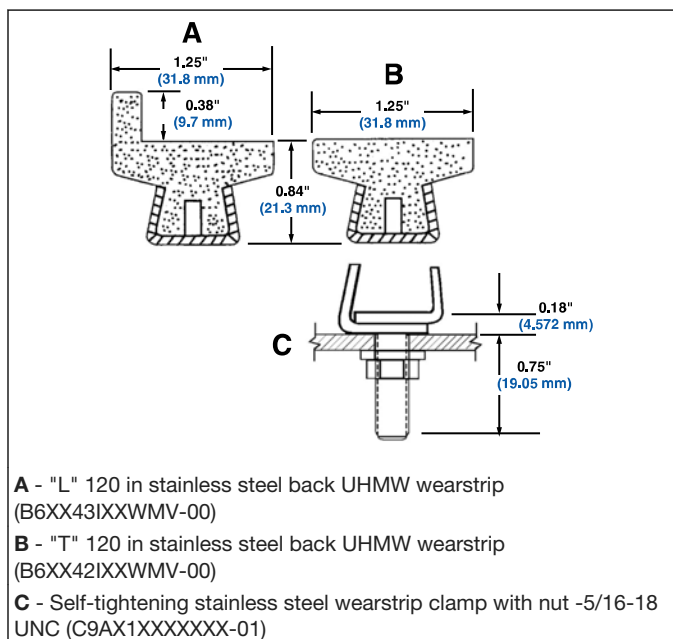 A
1.25"
(31.8 mm)
0.38"
(9.7 mm)
B
1.25"
(31.8 mm)
0.84"
(21.3 mm)
C
0.18"
(4.572 mm)
0.75"
(19.05 mm)
A - "L" 120 in stainless steel back UHMW wearstrip
(B6XX43IXXWMV-00)
B - "T" 120 in stainless steel back UHMW wearstrip
(B6XX42IXXWMV-00)
C - Self-tightening stainless steel wearstrip clamp with nut -5/16-18
UNC (C9AX1XXXXXXX-01)